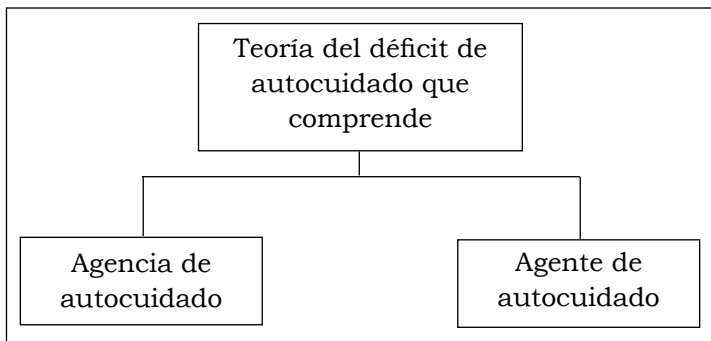 Teoría del déficit de
autocuidado que
comprende
Agencia de
autocuidado
Agente de
autocuidado